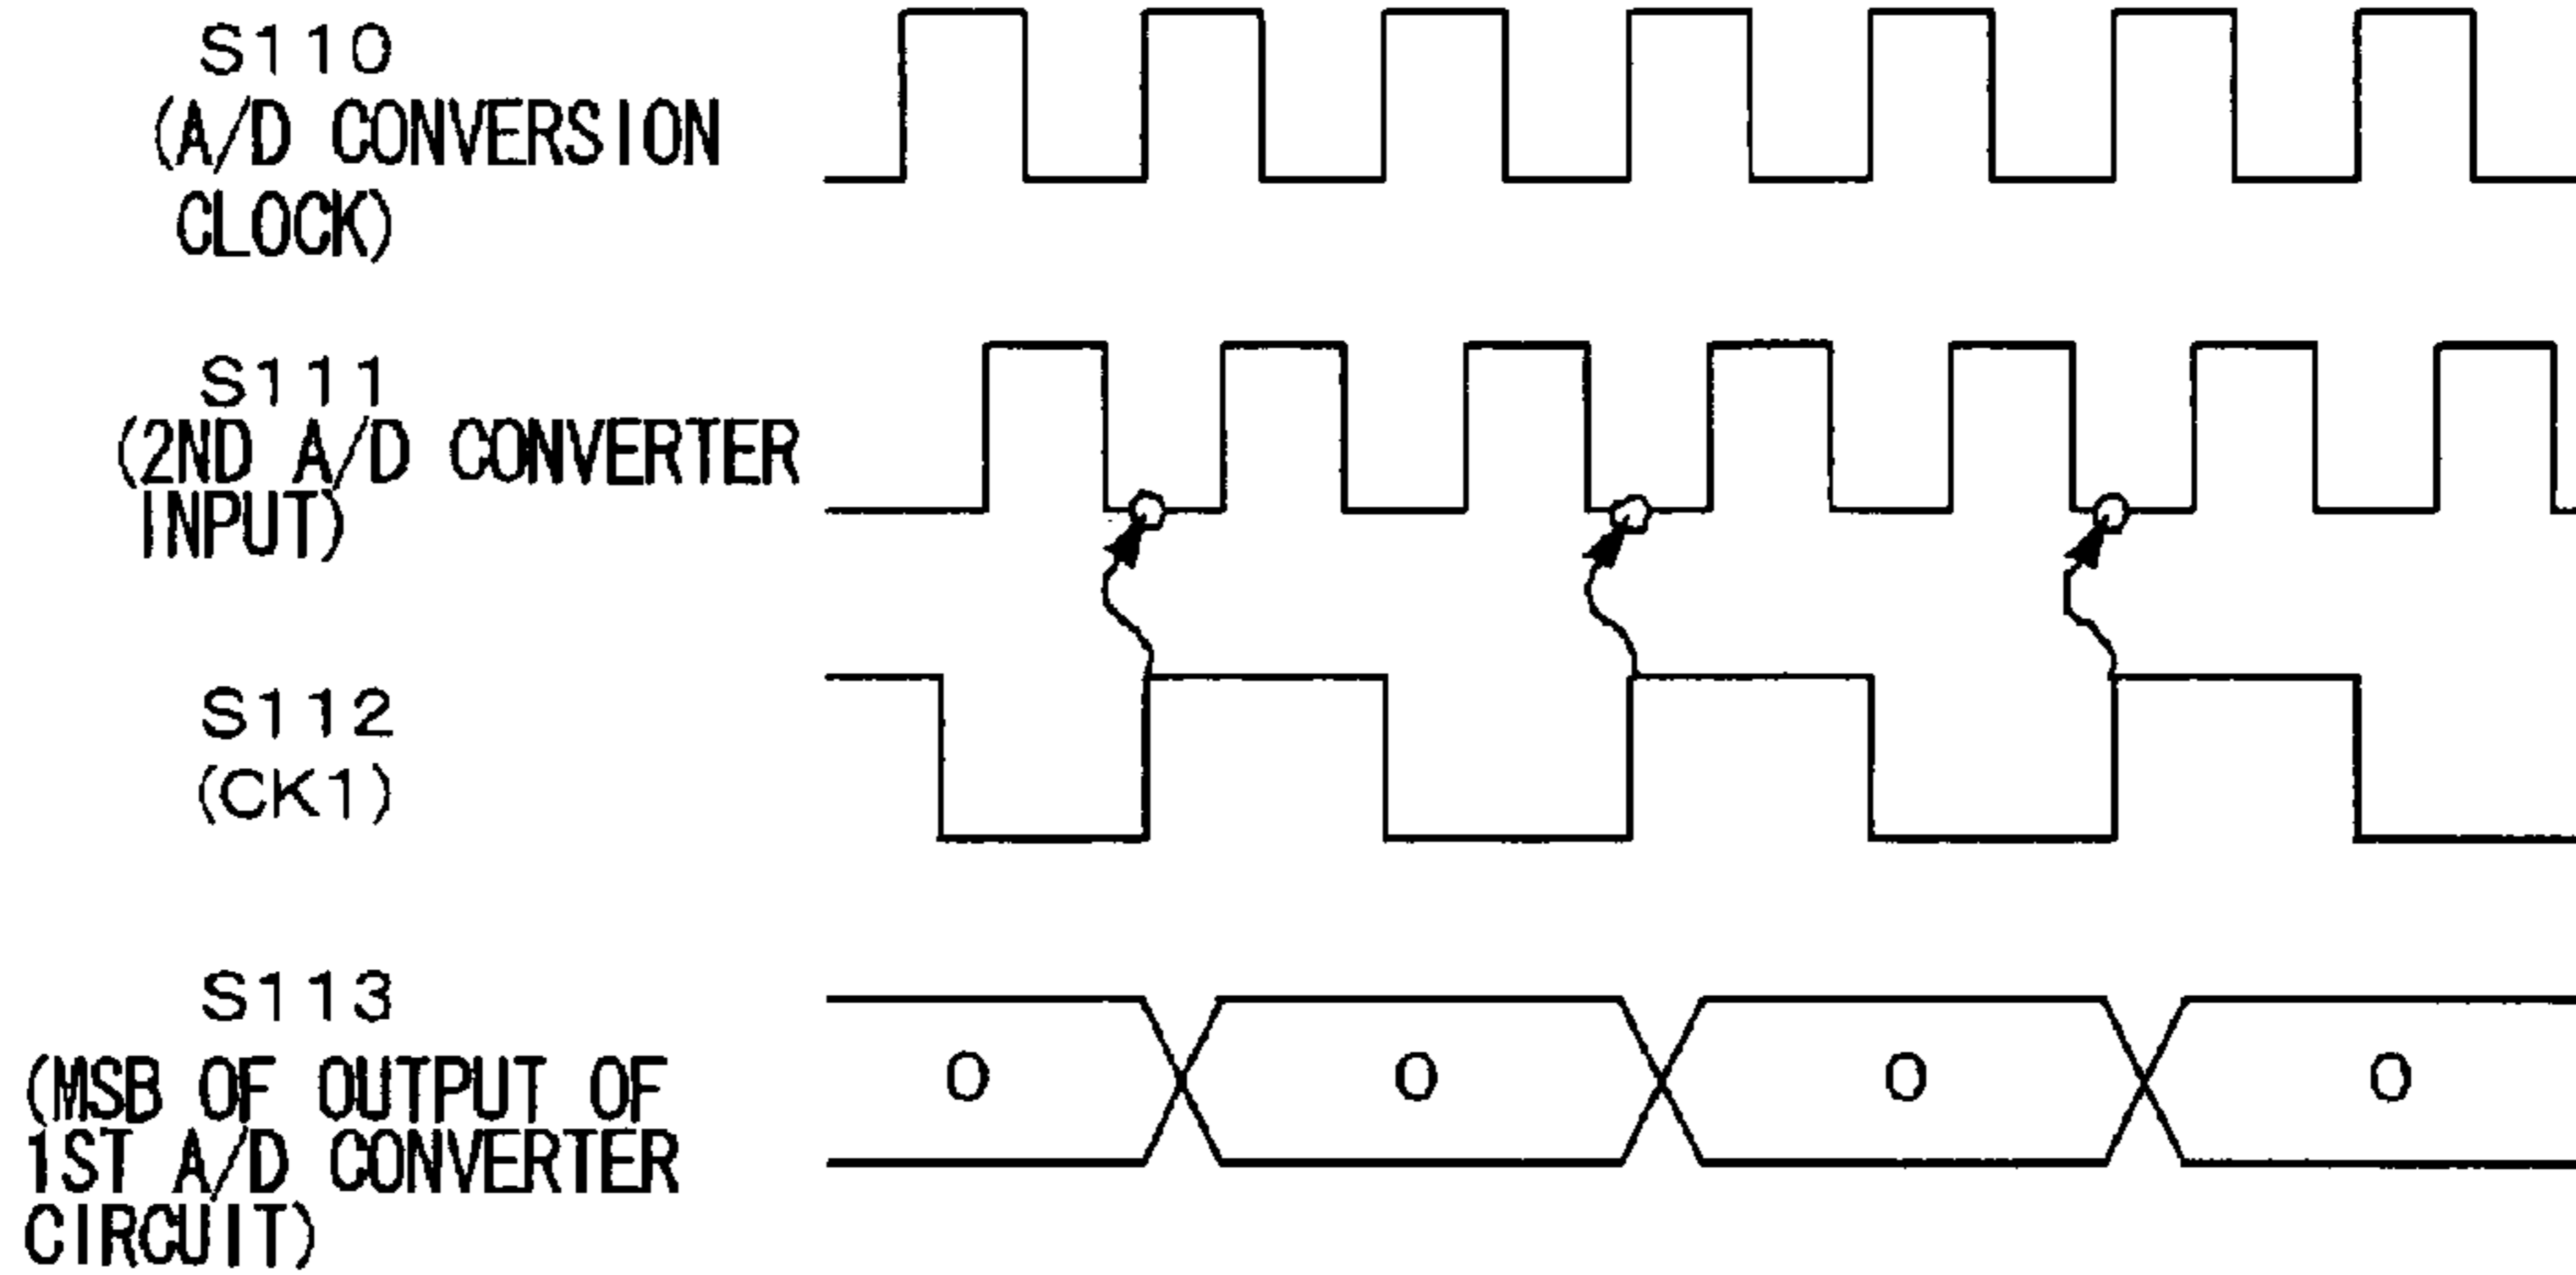 S110
(A/D CONVERSION
CLOCK)
S111
(2ND A/D CONVERTER
INPUT)
S112
(CK1)
S113
(MSB OF OUTPUT OF
1ST A/D CONVERTER
CIRCUIT)
0 0 0 0